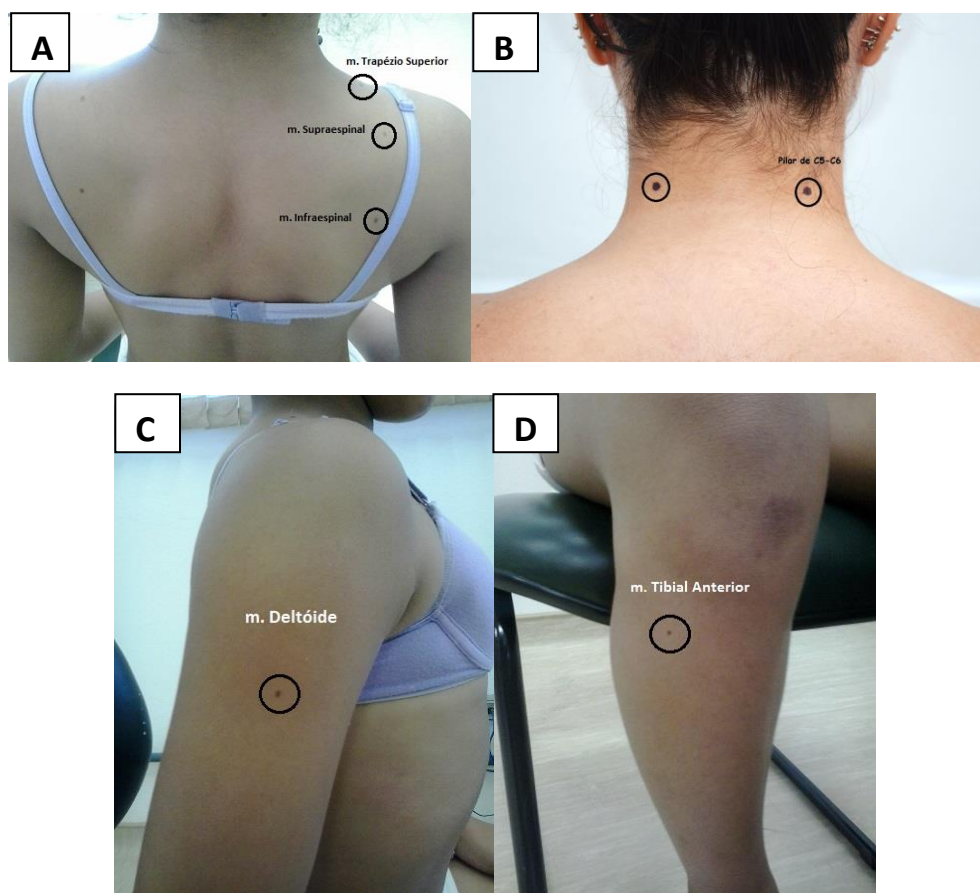 A
m. Trapézio Superior
m. Supraespinal
m. Infraespinal
B
Pilar de C5-C6
C
m. Deltóide
D
m. Tibial Anterior